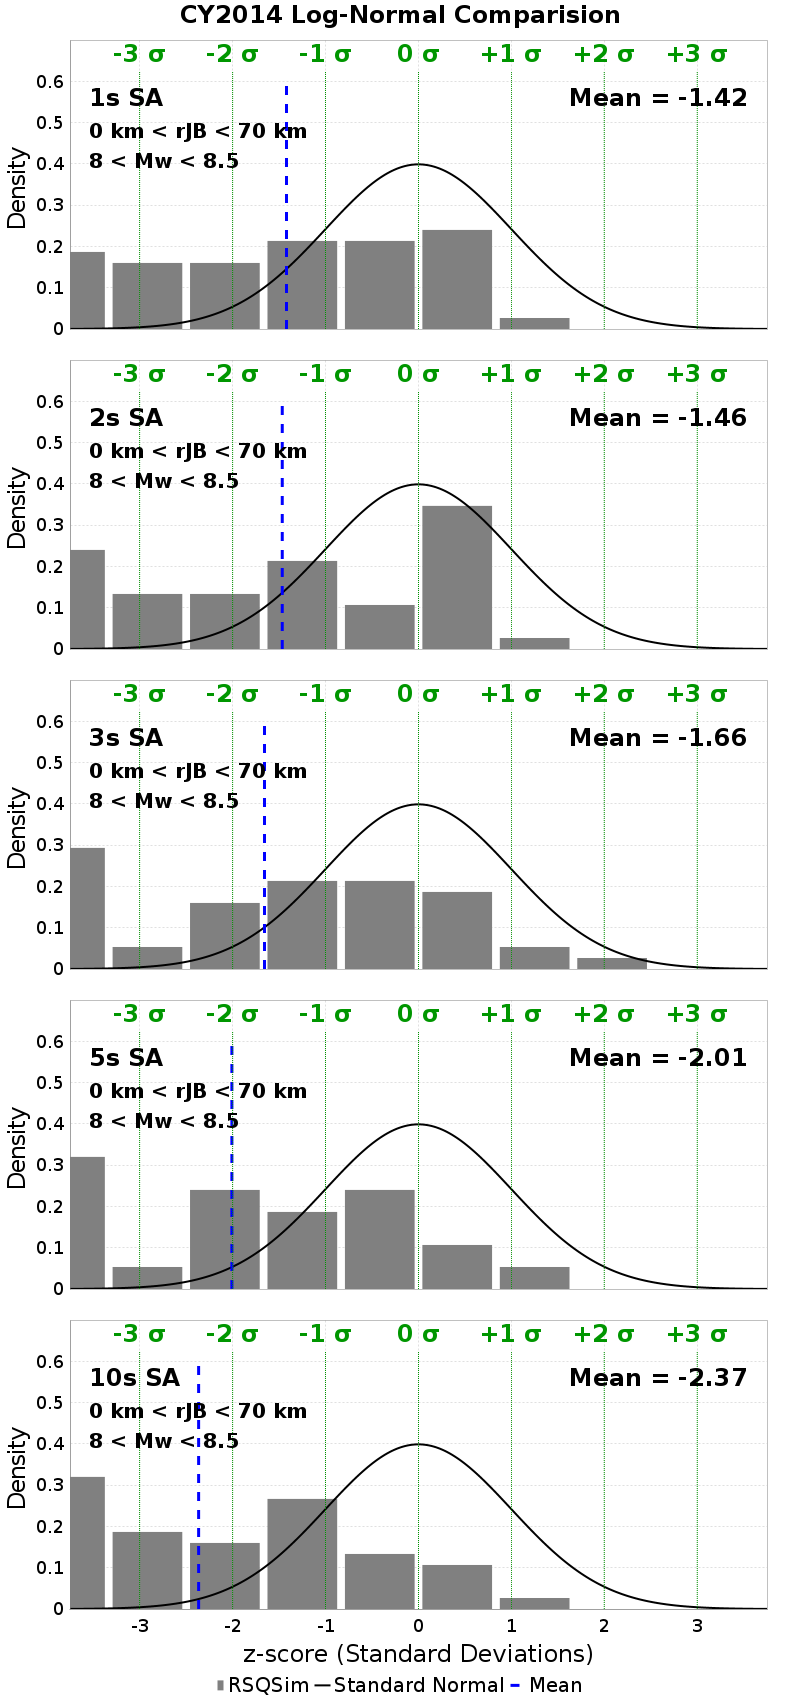 CY2014 Log-Normal Comparision
-3 σ -2 σ -1 σ 0 σ +1 σ +2 σ +3 σ
1s SA
Mean = -1.42
0 km < rJB < 70 km
8 < Mw < 8.5
Density
0.6
0.5
0.4
0.3
0.2
0.1
0
-3 σ -2 σ -1 σ 0 σ +1 σ +2 σ +3 σ
2s SA
Mean = -1.46
0 km < rJB < 70 km
8 < Mw < 8.5
Density
0.6
0.5
0.4
0.3
0.2
0.1
0
-3 σ -2 σ -1 σ 0 σ +1 σ +2 σ +3 σ
3s SA
Mean = -1.66
0 km < rJB < 70 km
8 < Mw < 8.5
Density
0.6
0.5
0.4
0.3
0.2
0.1
0
-3 σ -2 σ -1 σ 0 σ +1 σ +2 σ +3 σ
5s SA
Mean = -2.01
0 km < rJB < 70 km
8 < Mw < 8.5
Density
0.6
0.5
0.4
0.3
0.2
0.1
0
-3 σ -2 σ -1 σ 0 σ +1 σ +2 σ +3 σ
10s SA
Mean = -2.37
0 km < rJB < 70 km
8 < Mw < 8.5
Density
0.6
0.5
0.4
0.3
0.2
0.1
0
-3 -2 -1 0 1 2 3
z-score (Standard Deviations)
RSQSim Standard Normal Mean